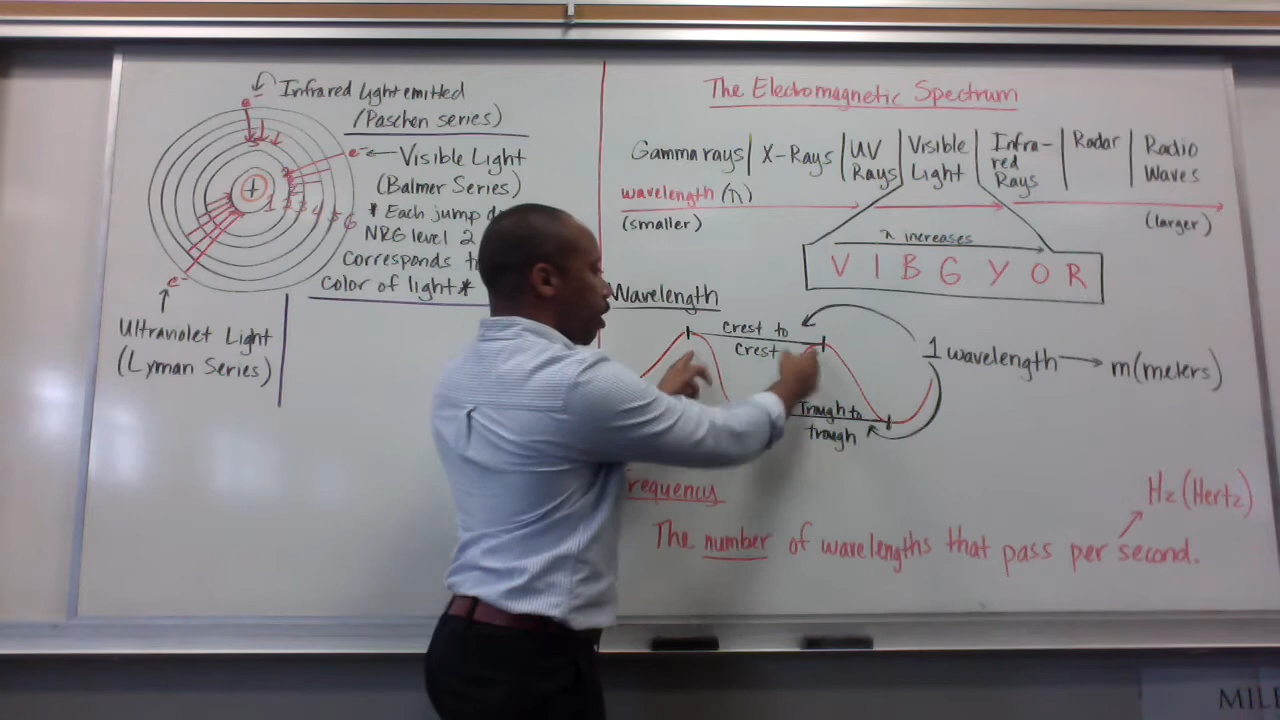 Infrared Light emitted
(Paschen series)
e-
e- ← Visible Light
(Balmer Series)
* Each jump
NRG level 2
Corresponds
color of light*
+
1 2 3 4 5 6
e-
Ultraviolet Light
(Lyman Series)
The Electromagnetic Spectrum
Gamma rays | X-Rays | UV Rays | Visible Light | Infra-red Rays | Radar | Radio Waves
wavelength (λ)
(smaller)
(larger)
λ increases
V I B G Y O R
Wavelength
Crest to
Crest
1 wavelength → m (meters)
Trough to
trough
Frequency
Hz (Hertz)
The number of wavelengths that pass per second.